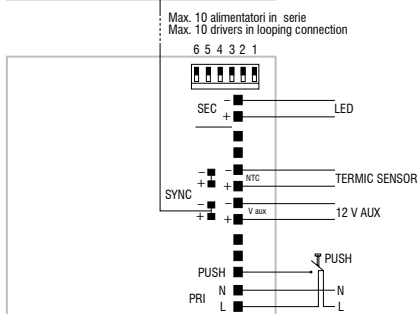 Max. 10 alimentatori in serie
Max. 10 drivers in looping connection
6 5 4 3 2 1
SEC
−
+
LED
SYNC
−
+
−
+
−
+
NTC
TERMIC SENSOR
−
+
V aux
12 V AUX
PUSH
PUSH
PRI
N
N
L
L